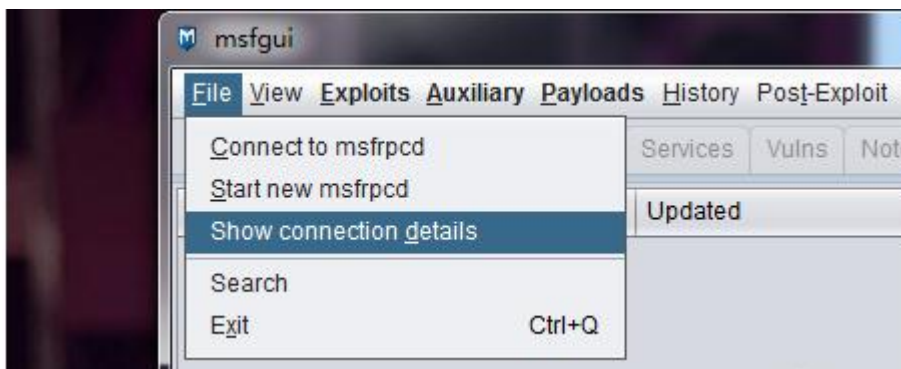 msfgui
File View Exploits Auxiliary Payloads History Post-Exploit
Services Vulns Not
Updated
Connect to msfrpcd
Start new msfrpcd
Show connection details
Search
Exit Ctrl+Q